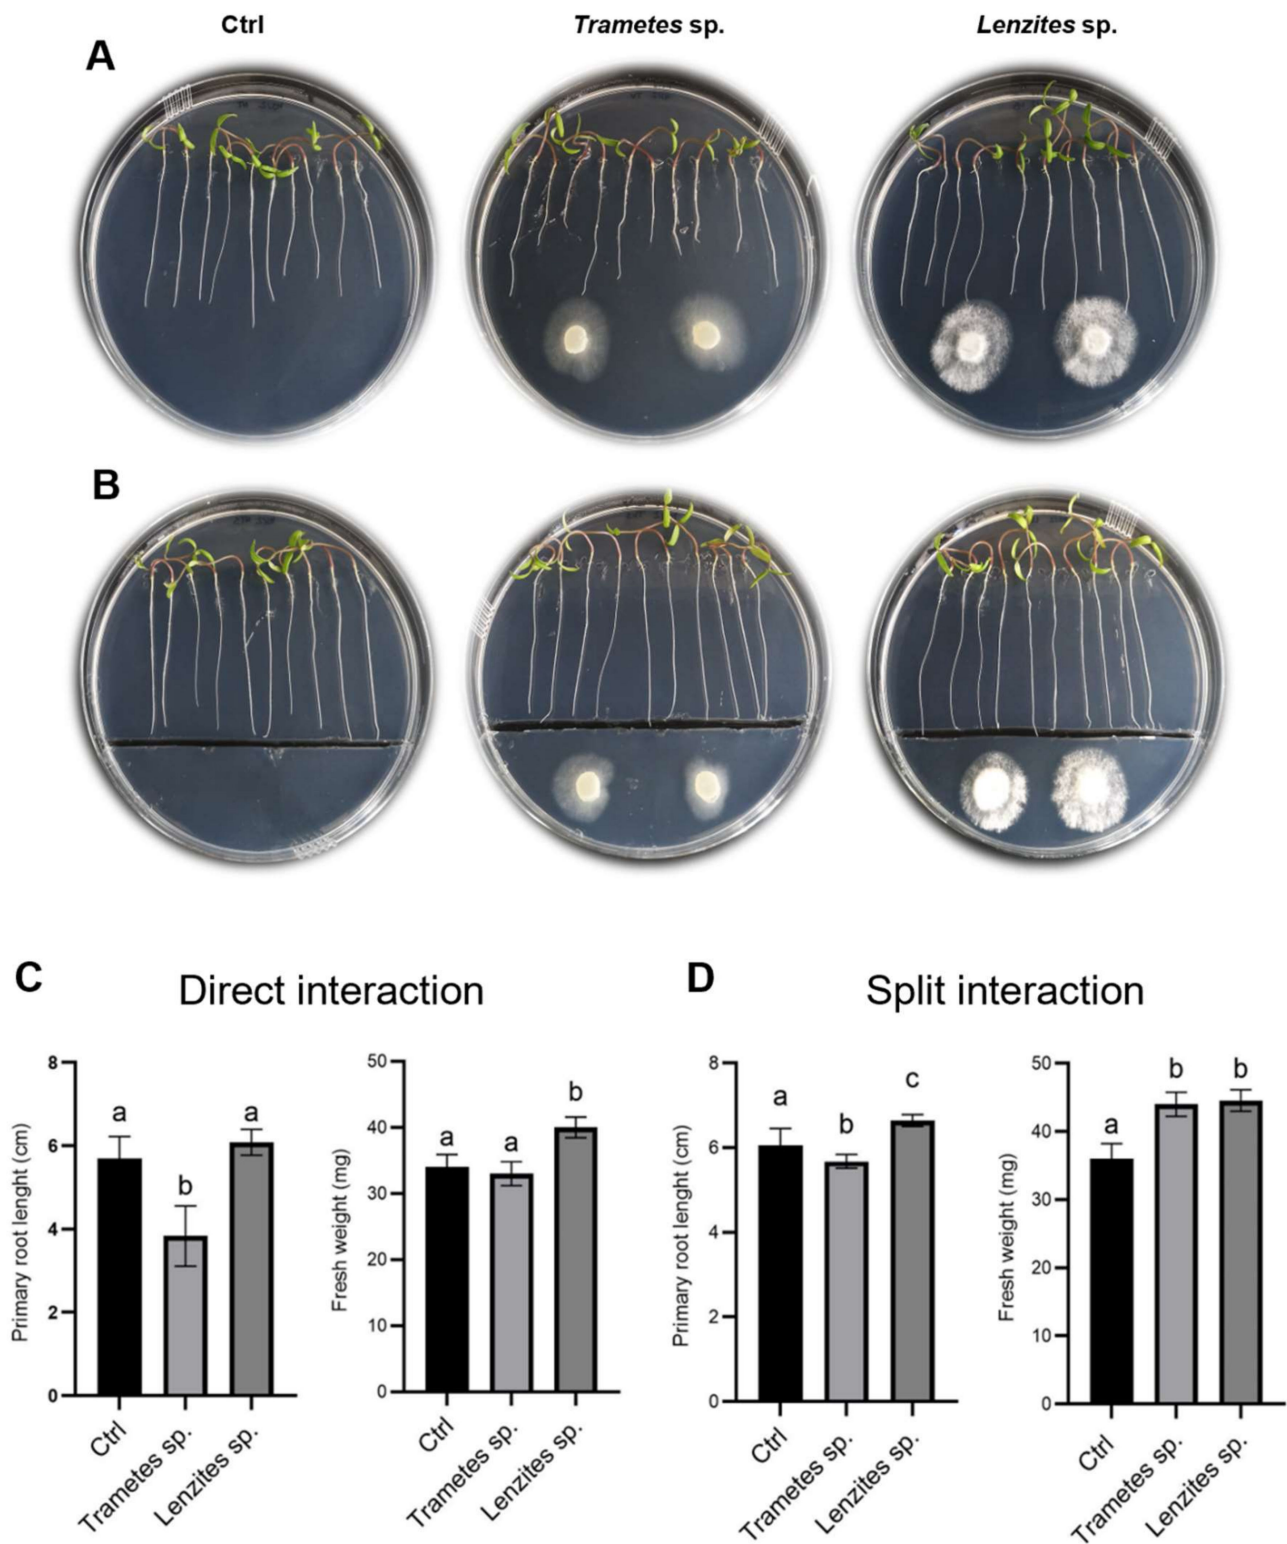 Ctrl
Trametes sp.
Lenzites sp.
A
B
C
Direct interaction
Primary root lenght (cm)
8
6
4
2
0
a
b
a
Ctrl
Trametes sp.
Lenzites sp.
Fresh weight (mg)
50
40
30
20
10
0
a
a
b
Ctrl
Trametes sp.
Lenzites sp.
D
Split interaction
Primary root lenght (cm)
8
6
4
2
0
a
b
c
Ctrl
Trametes sp.
Lenzites sp.
Fresh weight (mg)
50
40
30
20
10
0
a
b
b
Ctrl
Trametes sp.
Lenzites sp.